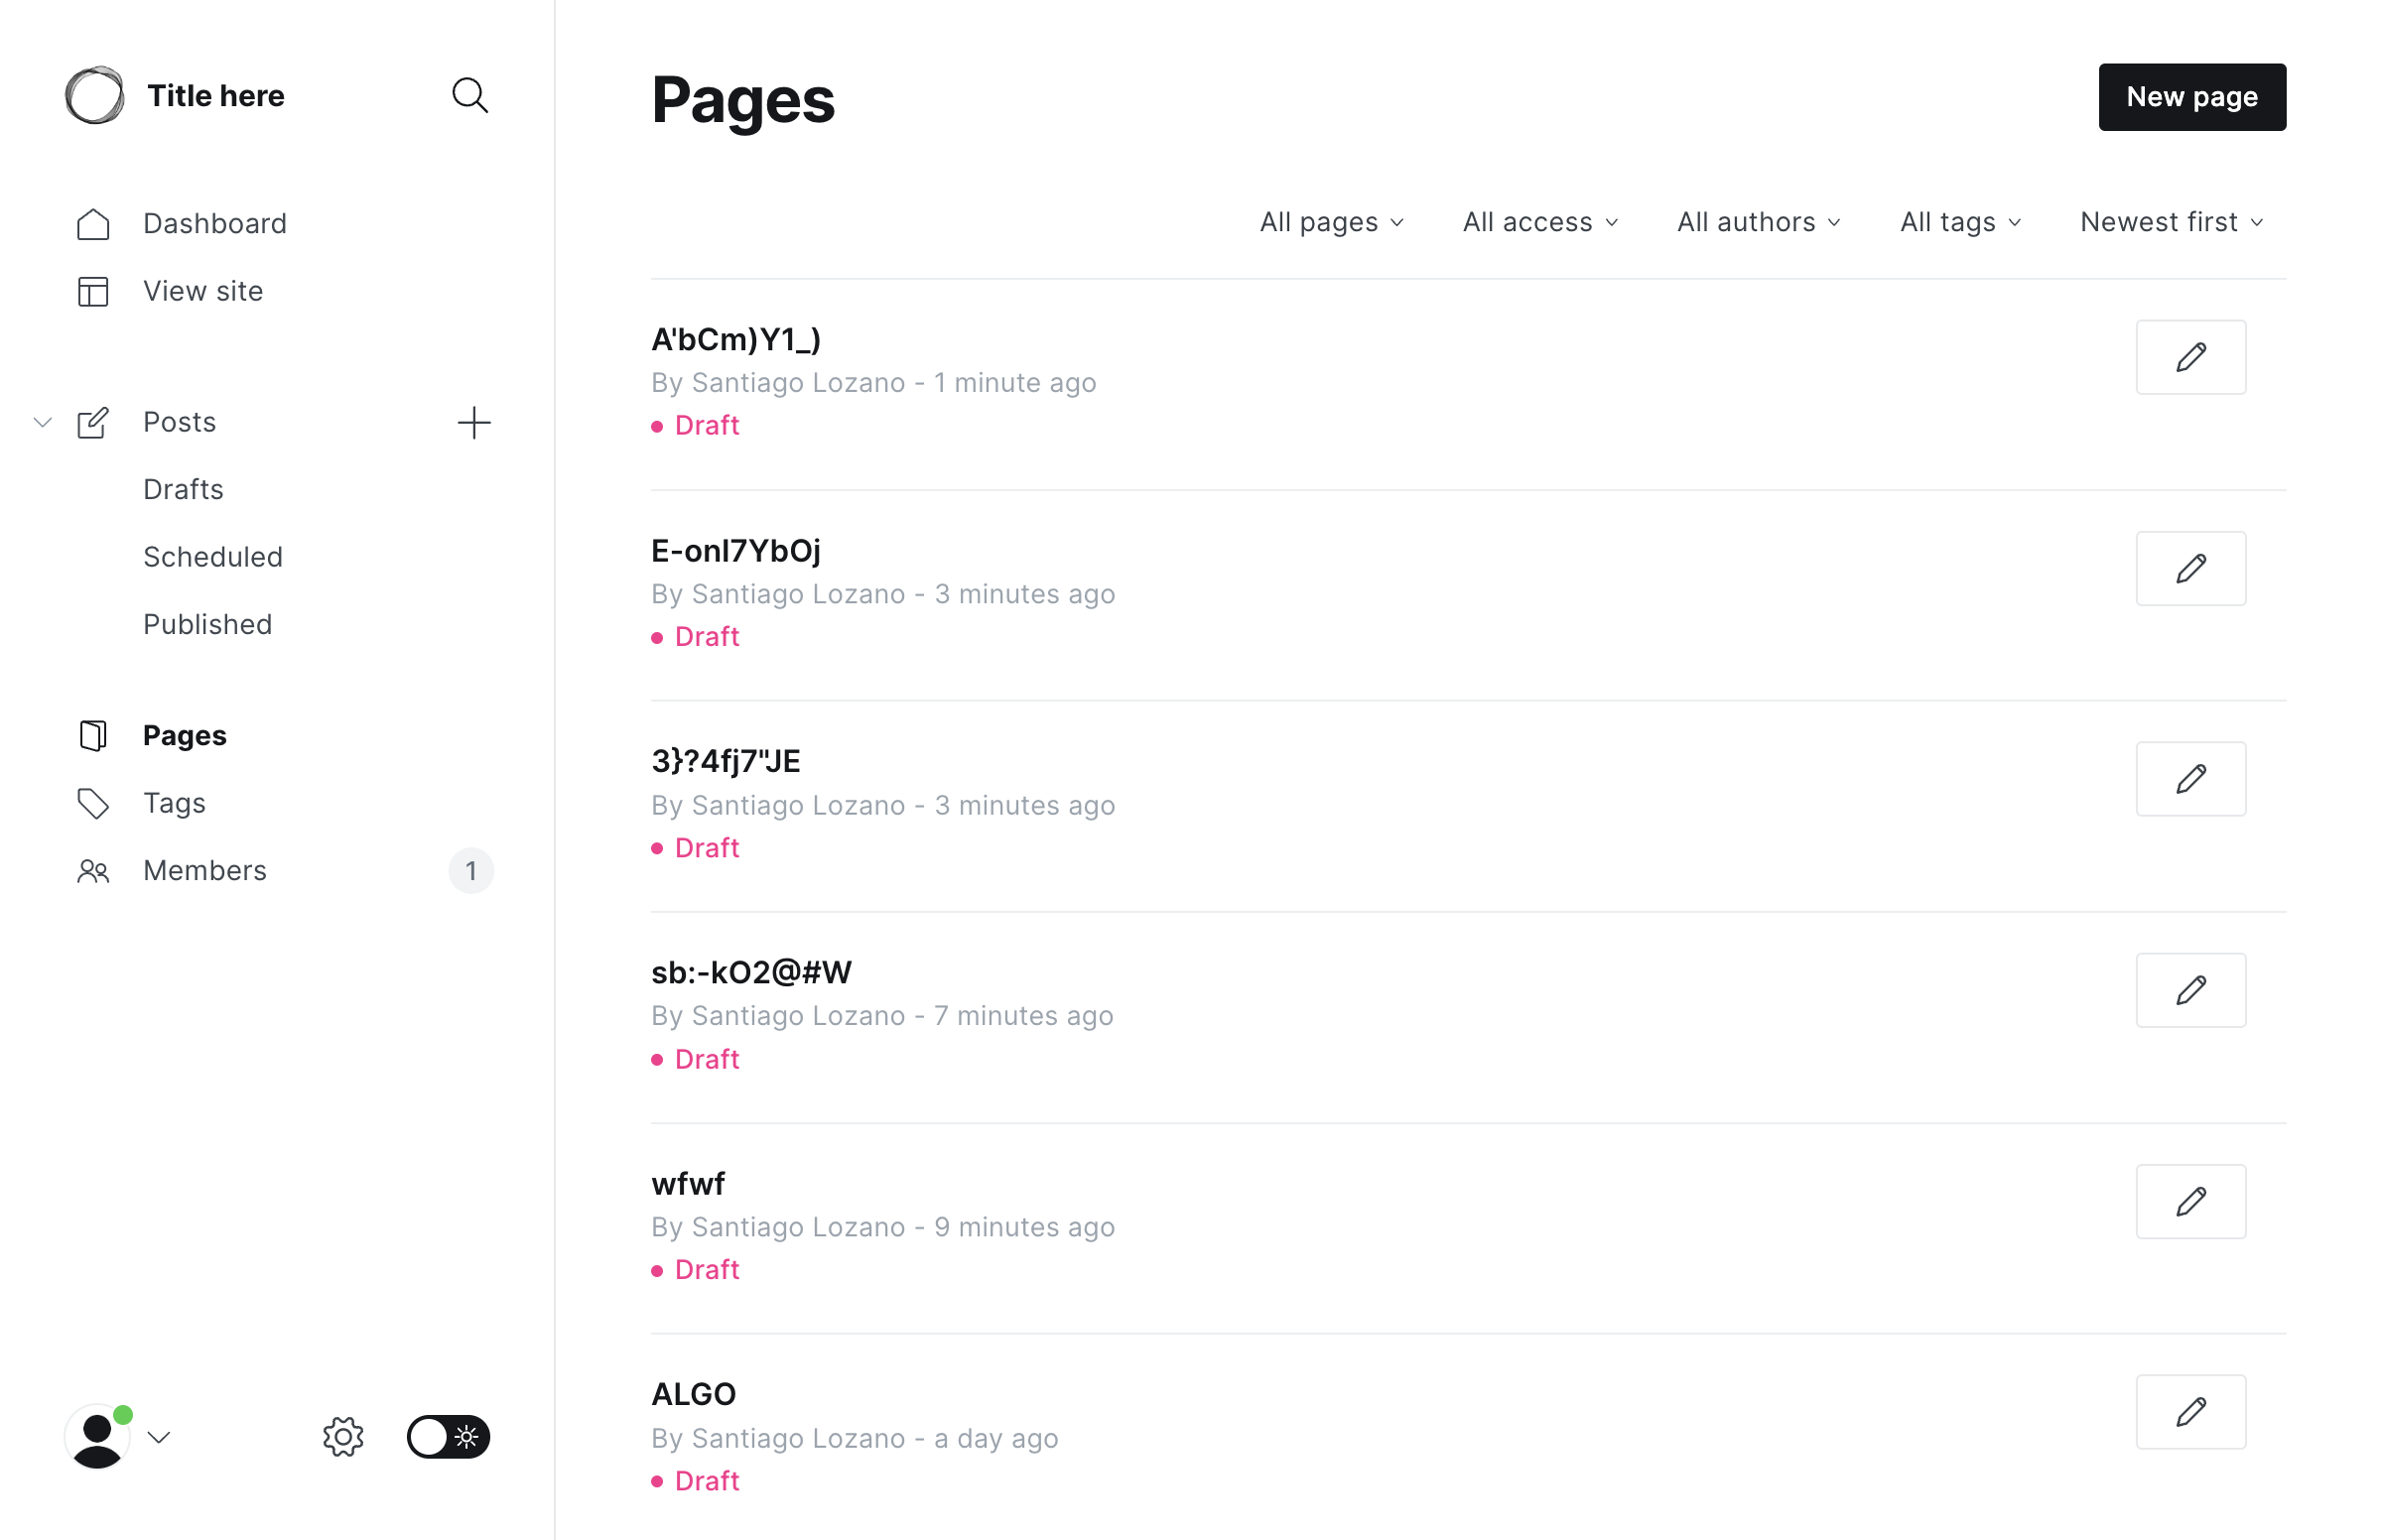 Title here
Dashboard
View site
Posts
Drafts
Scheduled
Published
Pages
Tags
Members 1
Pages
New page
All pages All access All authors All tags Newest first
A'bCm)Y1_)
By Santiago Lozano - 1 minute ago
Draft
E-onI7YbOj
By Santiago Lozano - 3 minutes ago
Draft
3}?4fj7"JE
By Santiago Lozano - 3 minutes ago
Draft
sb:-kO2@#W
By Santiago Lozano - 7 minutes ago
Draft
wfwf
By Santiago Lozano - 9 minutes ago
Draft
ALGO
By Santiago Lozano - a day ago
Draft